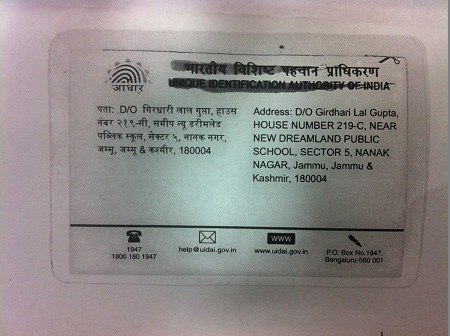 भारतीय विशिष्ट पहचान प्राधिकरण
UNIQUE IDENTIFICATION AUTHORITY OF INDIA
आधार
पता: D/O गिरधारी लाल गुप्ता, हाउस
नंबर २१९-सी, समीप न्यू डरीमलेंड
पब्लिक स्कूल, सेक्टर ५, नानक नगर,
जम्मू, जम्मू & कश्मीर, 180004
Address: D/O Girdhari Lal Gupta,
HOUSE NUMBER 219-C, NEAR
NEW DREAMLAND PUBLIC
SCHOOL, SECTOR 5, NANAK
NAGAR, Jammu, Jammu &
Kashmir, 180004
1947
1800 180 1947
help@uidai.gov.in
WWW
www.uidai.gov.in
P.O. Box No.1947,
Bengaluru-560 001